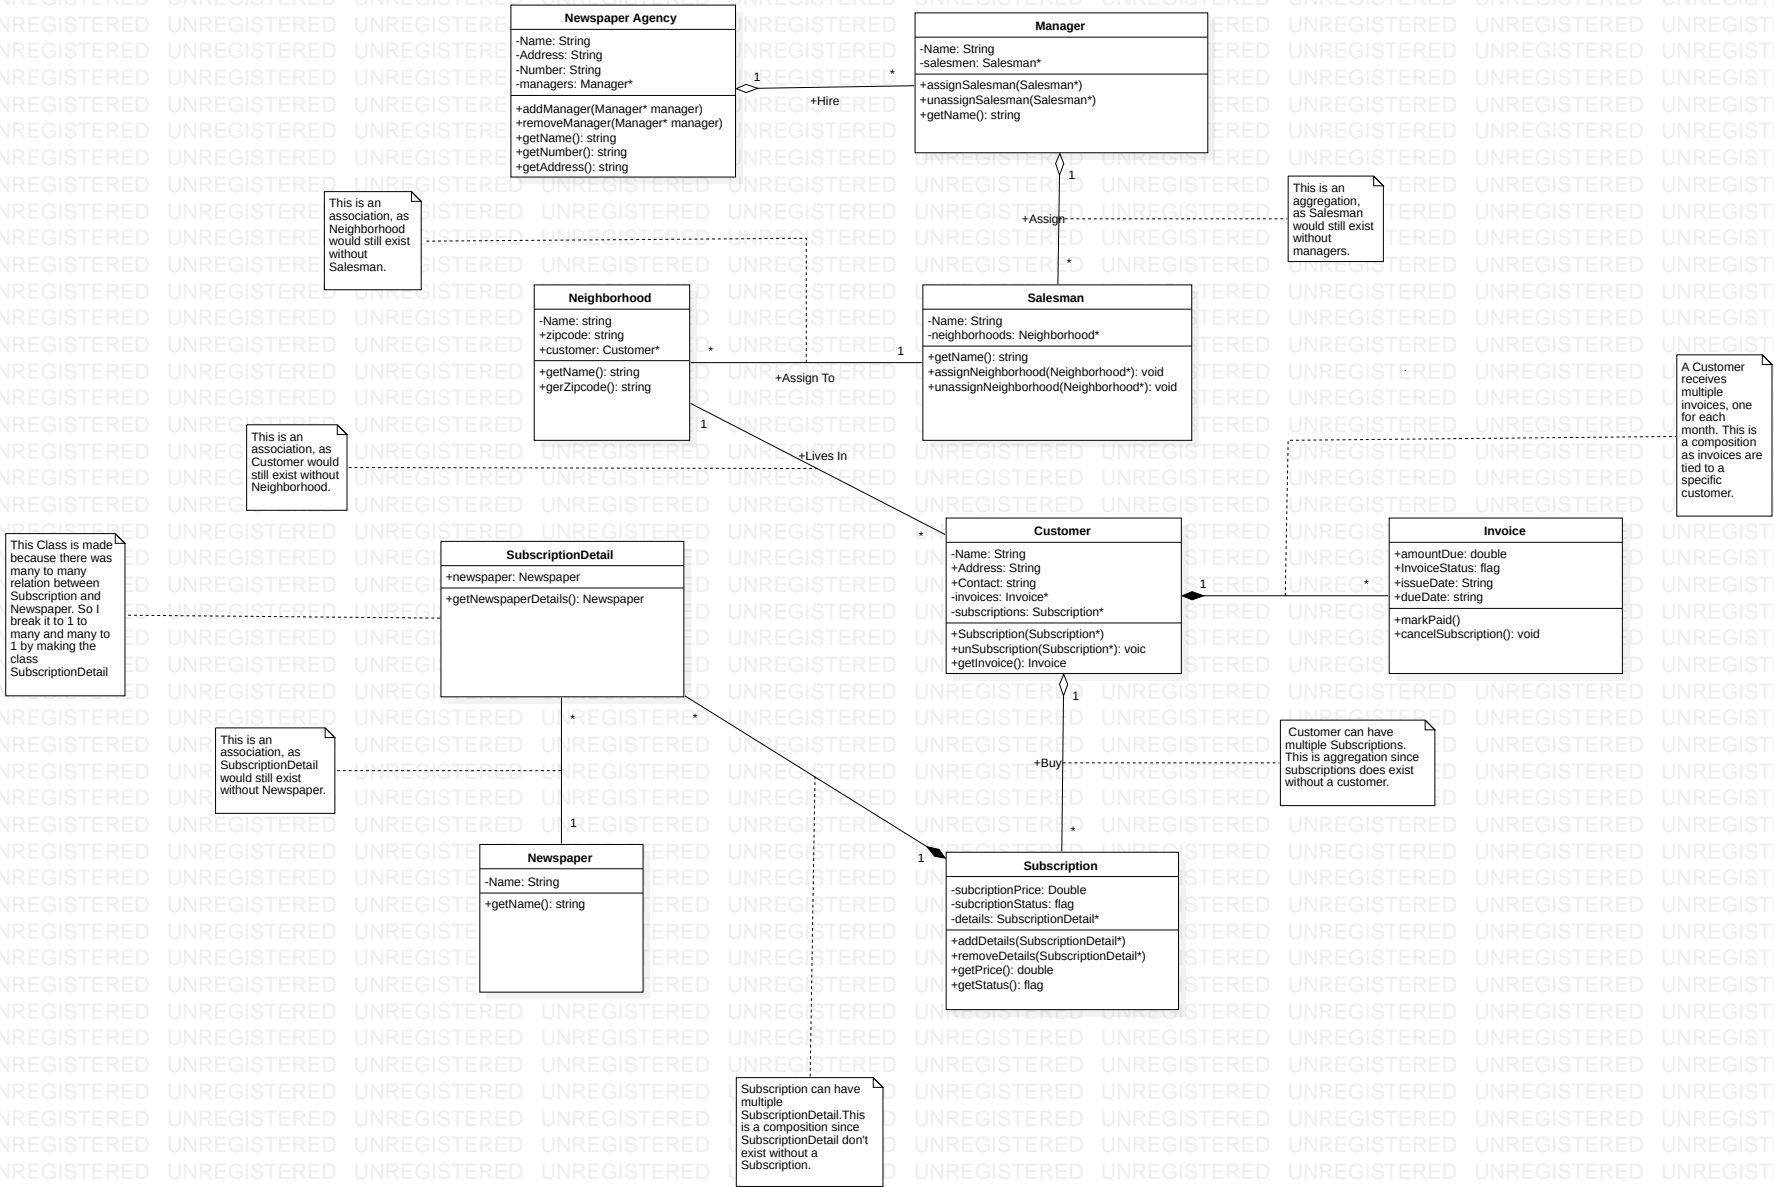 Newspaper Agency
-Name: String
-Address: String
-Number: String
-managers: Manager*
+addManager(Manager* manager)
+removeManager(Manager* manager)
+getName(): string
+getNumber(): string
+getAddress(): string
1
*
+Hire
Manager
-Name: String
-salesmen: Salesman*
+assignSalesman(Salesman*)
+unassignSalesman(Salesman*)
+getName(): string
1
+Assign
*
This is an
aggregation,
as Salesman
would still exist
without
managers.
This is an
association, as
Neighborhood
would still exist
without
Salesman.
Neighborhood
-Name: string
+zipcode: string
+customer: Customer*
+getName(): string
+gerZipcode(): string
*
1
+Assign To
Salesman
-Name: String
-neighborhoods: Neighborhood*
+getName(): string
+assignNeighborhood(Neighborhood*): void
+unassignNeighborhood(Neighborhood*): void
A Customer
receives
multiple
invoices, one
for each
month. This is
a composition
as invoices are
tied to a
specific
customer.
1
+Lives In
*
This is an
association, as
Customer would
still exist without
Neighborhood.
This Class is made
because there was
many to many
relation between
Subscription and
Newspaper. So I
break it to 1 to
many and many to
1 by making the
class
SubscriptionDetail
SubscriptionDetail
+newspaper: Newspaper
+getNewspaperDetails(): Newspaper
Customer
-Name: String
+Address: String
+Contact: string
-invoices: Invoice*
-subscriptions: Subscription*
+Subscription(Subscription*)
+unSubscription(Subscription*): voic
+getInvoice(): Invoice
1
*
Invoice
+amountDue: double
+InvoiceStatus: flag
+issueDate: String
+dueDate: string
+markPaid()
+cancelSubscription(): void
1
+Buy
*
Customer can have
multiple Subscriptions.
This is aggregation since
subscriptions does exist
without a customer.
*
1
This is an
association, as
SubscriptionDetail
would still exist
without Newspaper.
*
1
Newspaper
-Name: String
+getName(): string
Subscription
-subcriptionPrice: Double
-subcriptionStatus: flag
-details: SubscriptionDetail*
+addDetails(SubscriptionDetail*)
+removeDetails(SubscriptionDetail*)
+getPrice(): double
+getStatus(): flag
Subscription can have
multiple
SubscriptionDetail.This
is a composition since
SubscriptionDetail don't
exist without a
Subscription.